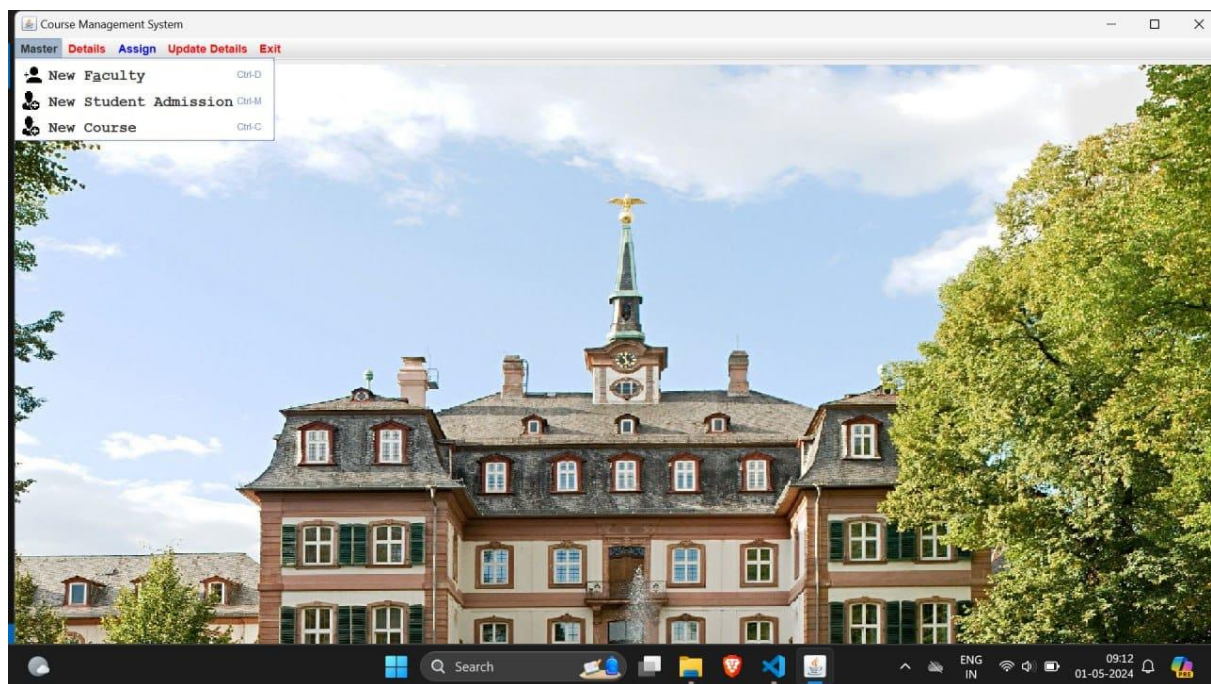 Course Management System
Master Details Assign Update Details Exit
New Faculty Ctrl-D
New Student Admission Ctrl-M
New Course Ctrl-C
Search
ENG
IN
09:12
01-05-2024
PRE